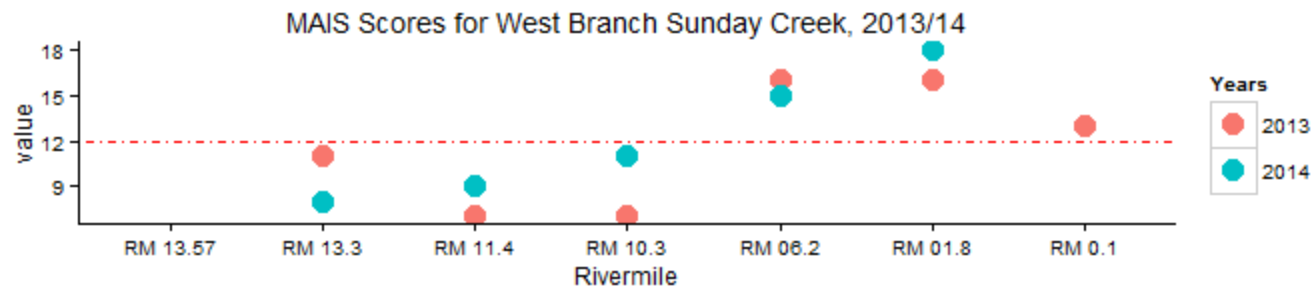 MAIS Scores for West Branch Sunday Creek, 2013/14
value
18
15
12
9
RM 13.57 RM 13.3 RM 11.4 RM 10.3 RM 06.2 RM 01.8 RM 0.1
Rivermile
Years
2013
2014